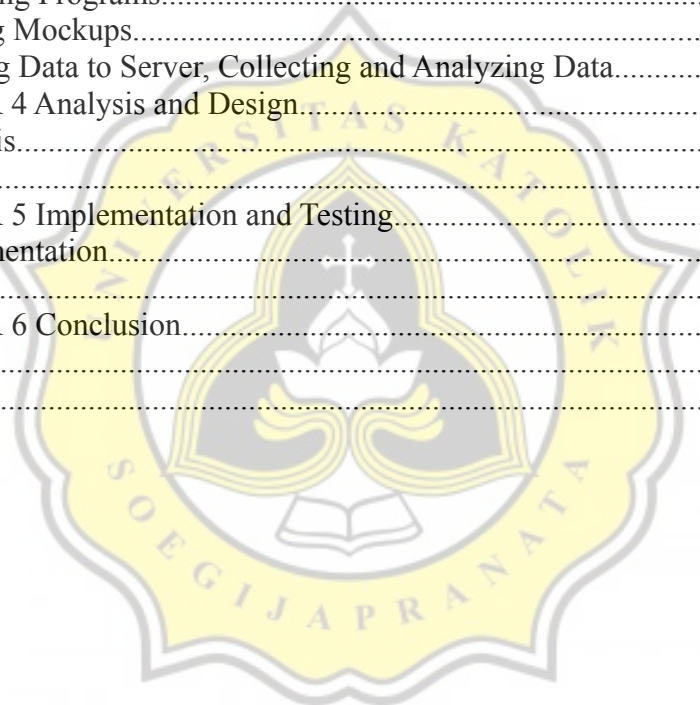 ng Programs....................
g Mockups....................
g Data to Server, Collecting and Analyzing Data....................
4 Analysis and Design....................
is....................
....................
5 Implementation and Testing....................
entation....................
....................
6 Conclusion....................
....................
....................
UNIVERSITAS KATOLIK
SOEGIJAPRANATA